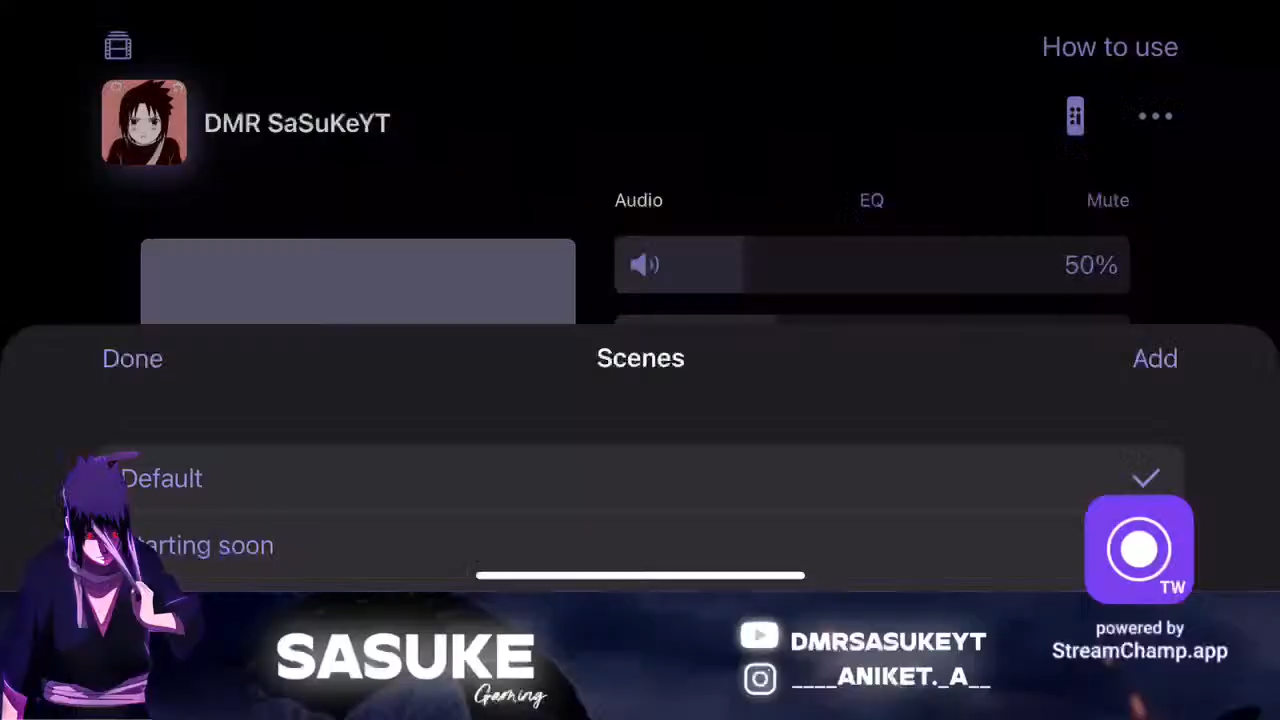 How to use
DMR SaSuKeYT
Audio EQ Mute
50%
Done Scenes Add
Default
arting soon
TW
SASUKE
Gaming
DMRSASUKEYT
____ANIKET._A__
powered by
StreamChamp.app